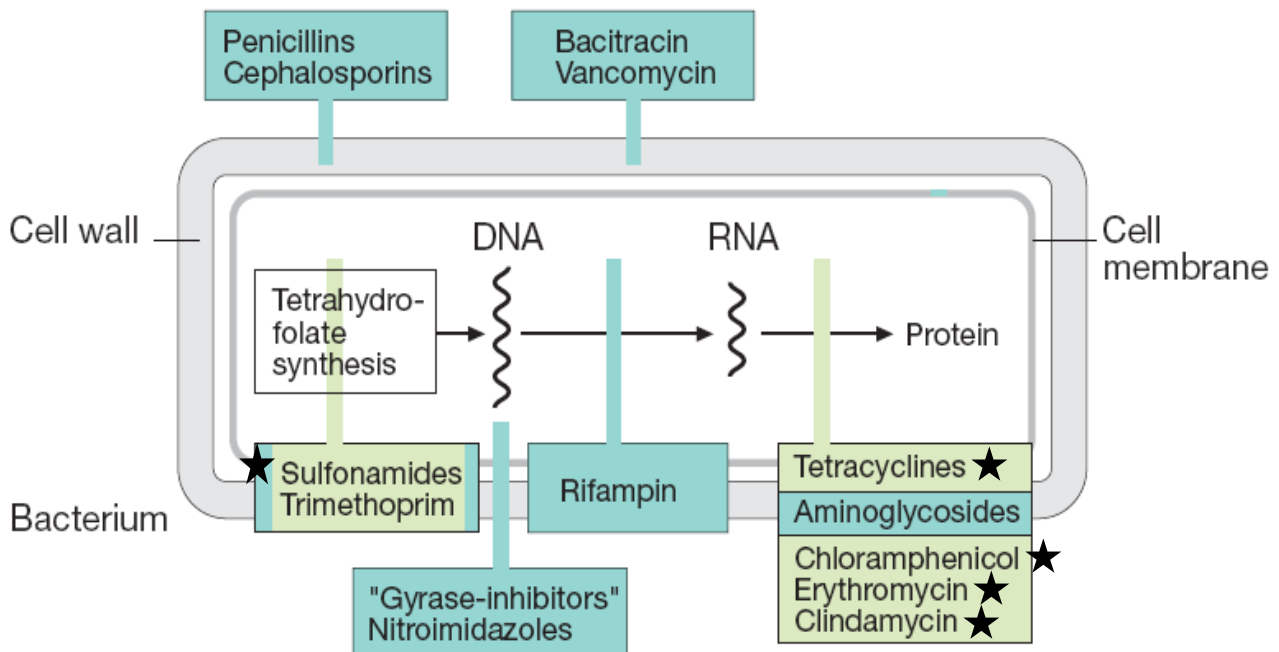 Penicillins
Cephalosporins
Bacitracin
Vancomycin
Cell wall
DNA
RNA
Cell
membrane
Tetrahydro-
folate
synthesis
Protein
Sulfonamides
Trimethoprim
Rifampin
Tetracyclines
Aminoglycosides
Chloramphenicol
Erythromycin
Clindamycin
Bacterium
"Gyrase-inhibitors"
Nitroimidazoles